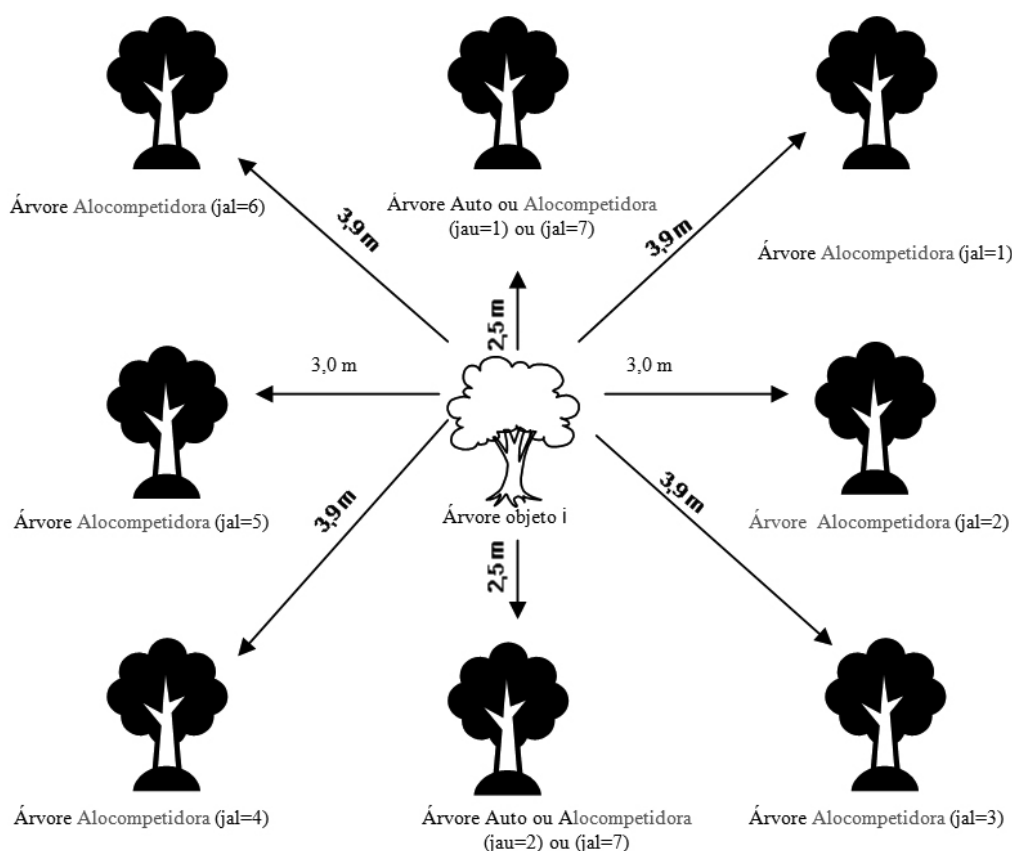 Árvore Alocompetidora (jal=6)
Árvore Auto ou Alocompetidora
(jau=1) ou (jal=7)
Árvore Alocompetidora (jal=1)
3,9 m
3,9 m
2,5 m
3,0 m
3,0 m
Árvore Alocompetidora (jal=5)
Árvore objeto i
Árvore Alocompetidora (jal=2)
3,9 m
2,5 m
3,9 m
Árvore Alocompetidora (jal=4)
Árvore Auto ou Alocompetidora
(jau=2) ou (jal=7)
Árvore Alocompetidora (jal=3)